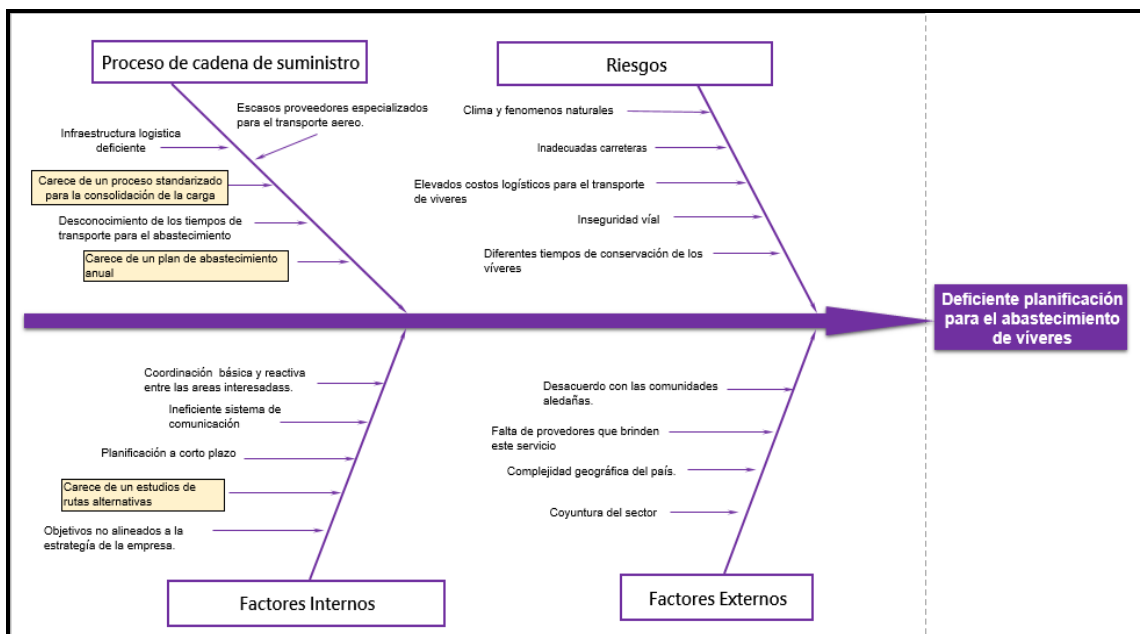 Proceso de cadena de suministro
Escasos proveedores especializados
para el transporte aereo.
Infraestructura logistica
deficiente
Carece de un proceso standarizado
para la consolidación de la carga
Desconocimiento de los tiempos de
transporte para el abastecimiento
Carece de un plan de abastecimiento
anual
Riesgos
Clima y fenomenos naturales
Inadecuadas carreteras
Elevados costos logísticos para el transporte
de viveres
Inseguridad víal
Diferentes tiempos de conservación de los
víveres
Deficiente planificación
para el abastecimiento
de víveres
Coordinación básica y reactiva
entre las areas interesadass.
Ineficiente sistema de
comunicación
Planificación a corto plazo
Carece de un estudios de
rutas alternativas
Objetivos no alineados a la
estrategía de la empresa.
Factores Internos
Desacuerdo con las comunidades
aledañas.
Falta de provedores que brinden
este servicio
Complejidad geográfica del país.
Coyuntura del sector
Factores Externos